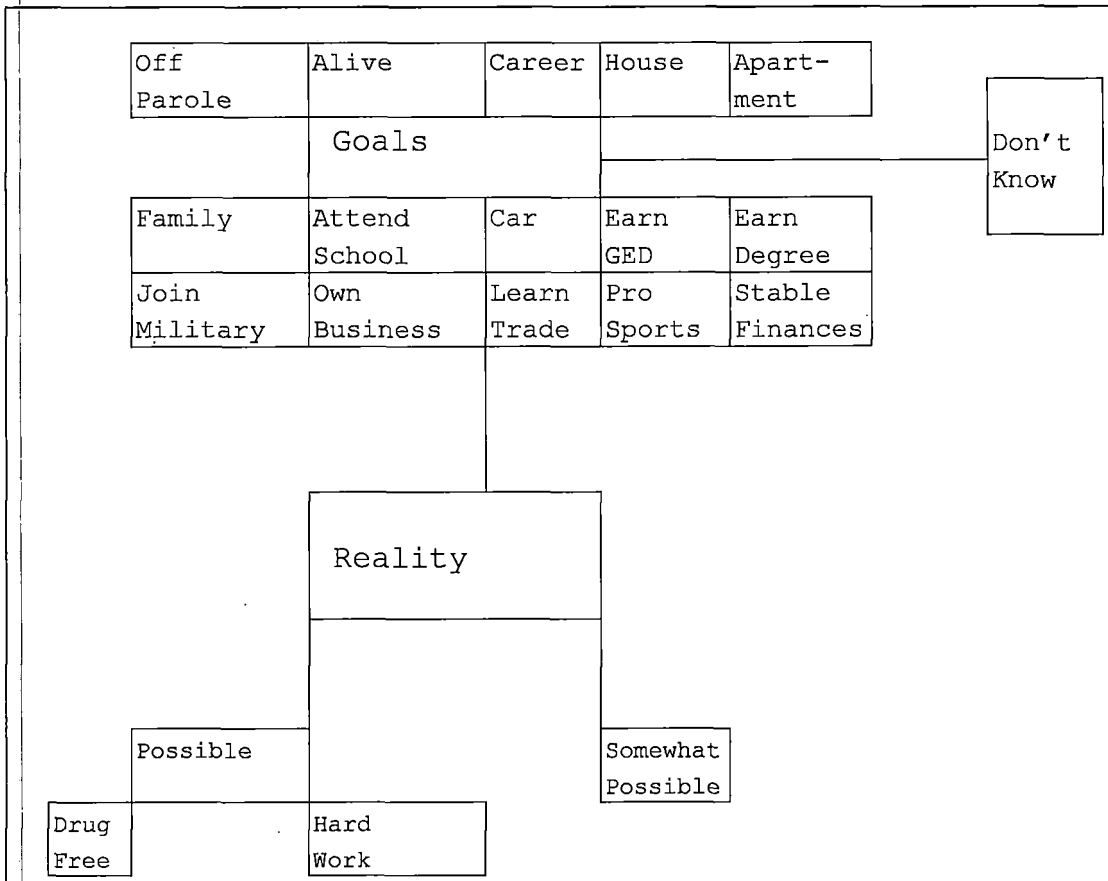 Off Parole
Alive
Career
House
Apart-
ment
Goals
Don't
Know
Family
Attend
School
Car
Earn
GED
Earn
Degree
Join
Military
Own
Business
Learn
Trade
Pro
Sports
Stable
Finances
Reality
Possible
Somewhat
Possible
Drug
Free
Hard
Work